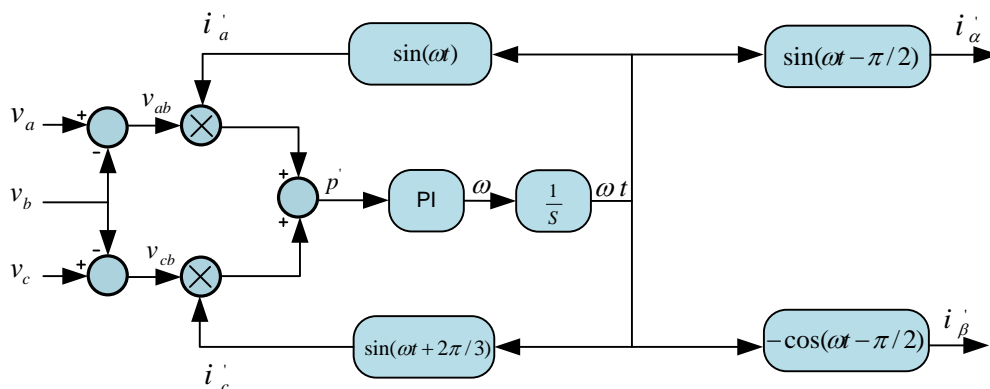 i'a
sin(ωt)
sin(ωt−π/2)
i'α
va
+
−
vab
vb
+
+
p'
PI
ω
1/S
ω t
vc
+
−
vcb
sin(ωt+2π/3)
−cos(ωt−π/2)
i'β
i'c